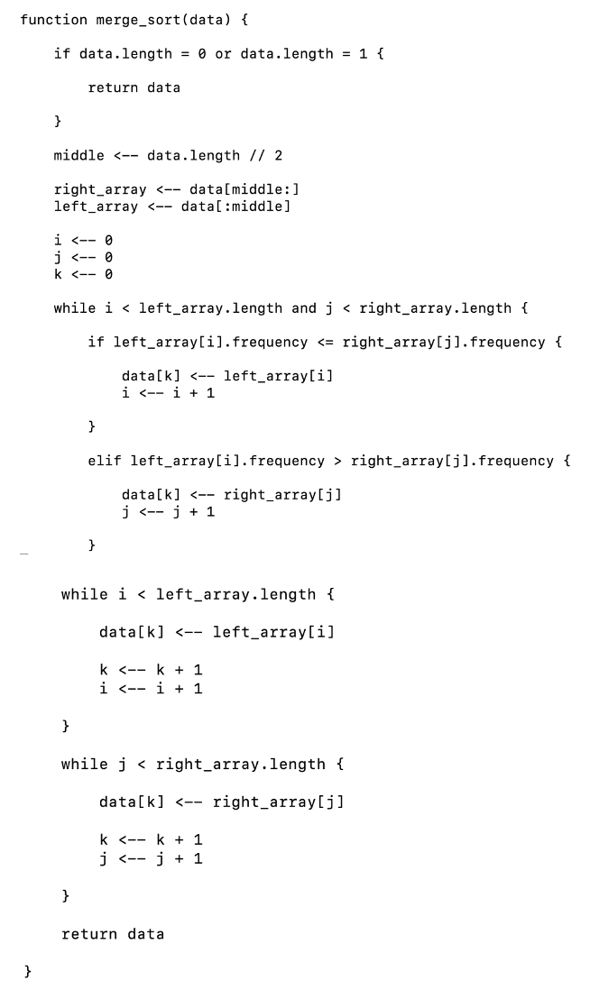 function merge_sort(data) {
if data.length = 0 or data.length = 1 {
return data
}
middle <-- data.length // 2
right_array <-- data[middle:]
left_array <-- data[:middle]
i <-- 0
j <-- 0
k <-- 0
while i < left_array.length and j < right_array.length {
if left_array[i].frequency <= right_array[j].frequency {
data[k] <-- left_array[i]
i <-- i + 1
}
elif left_array[i].frequency > right_array[j].frequency {
data[k] <-- right_array[j]
j <-- j + 1
}
while i < left_array.length {
data[k] <-- left_array[i]
k <-- k + 1
i <-- i + 1
}
while j < right_array.length {
data[k] <-- right_array[j]
k <-- k + 1
j <-- j + 1
}
return data
}